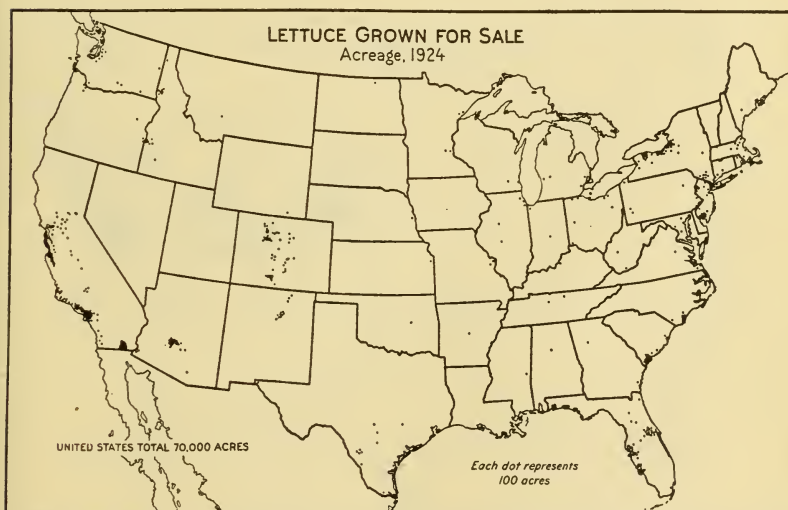 LETTUCE GROWN FOR SALE
Acreage, 1924
UNITED STATES TOTAL 70,000 ACRES
Each dot represents
100 acres